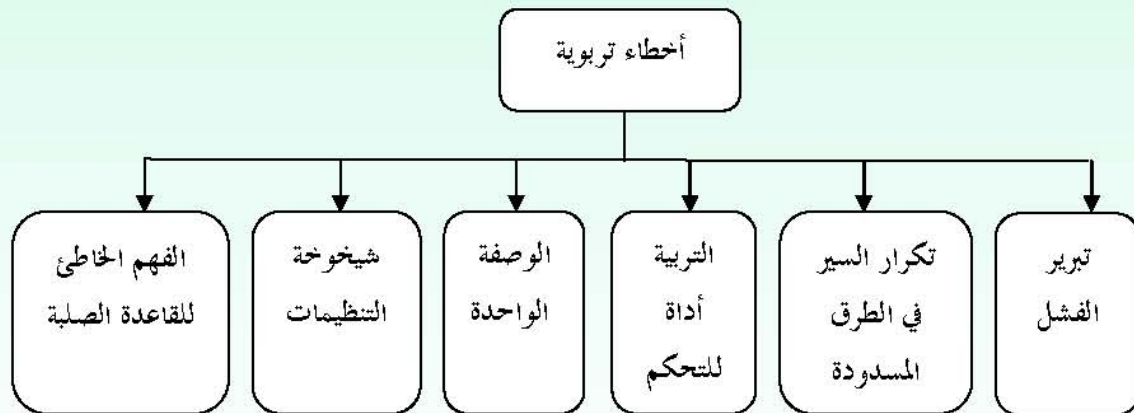 أخطاء تربوية
تبرير
الفشل
تكرار السير
في الطرق
المسدودة
التربية
أداة
للتحكم
الوصفة
الواحدة
شيخوخة
التنظيمات
الفهم الخاطئ
للقاعدة الصلبة